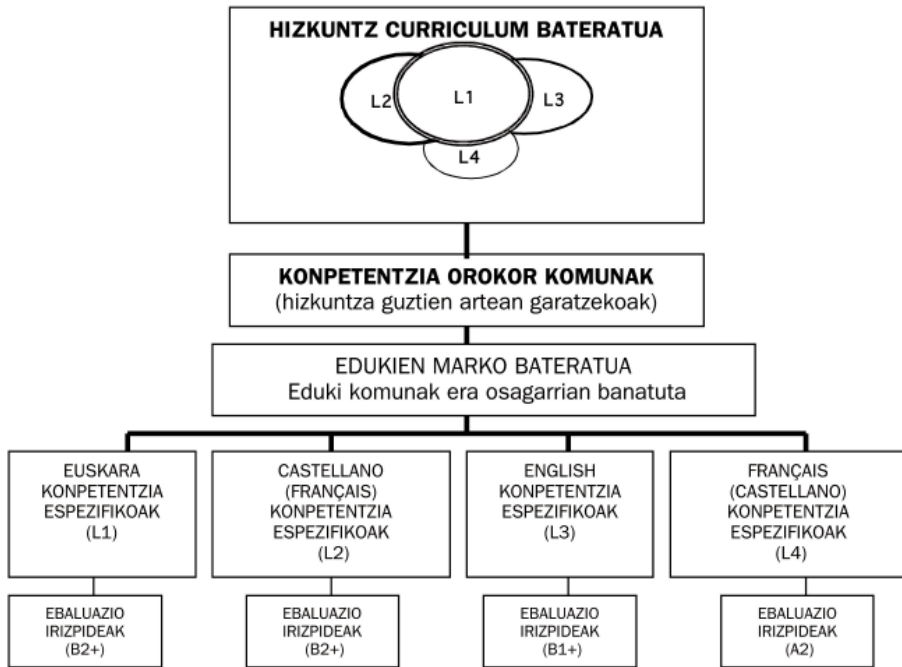 HIZKUNTZ CURRICULUM BATERATUA
L2
L1
L3
L4
KONPETENTZIA OROKOR KOMUNAK
(hizkuntza guztien artean garatzekoak)
EDUKIEN MARKO BATERATUA
Eduki komunak era osagarrian banatuta
EUSKARA
KONPETENTZIA
ESPEZIFIKOAK
(L1)
CASTELLANO
(FRANÇAIS)
KONPETENTZIA
ESPEZIFIKOAK
(L2)
ENGLISH
KONPETENTZIA
ESPEZIFIKOAK
(L3)
FRANÇAIS
(CASTELLANO)
KONPETENTZIA
ESPEZIFIKOAK
(L4)
EBALUAZIO
IRIZPIDEAK
(B2+)
EBALUAZIO
IRIZPIDEAK
(B2+)
EBALUAZIO
IRIZPIDEAK
(B1+)
EBALUAZIO
IRIZPIDEAK
(A2)